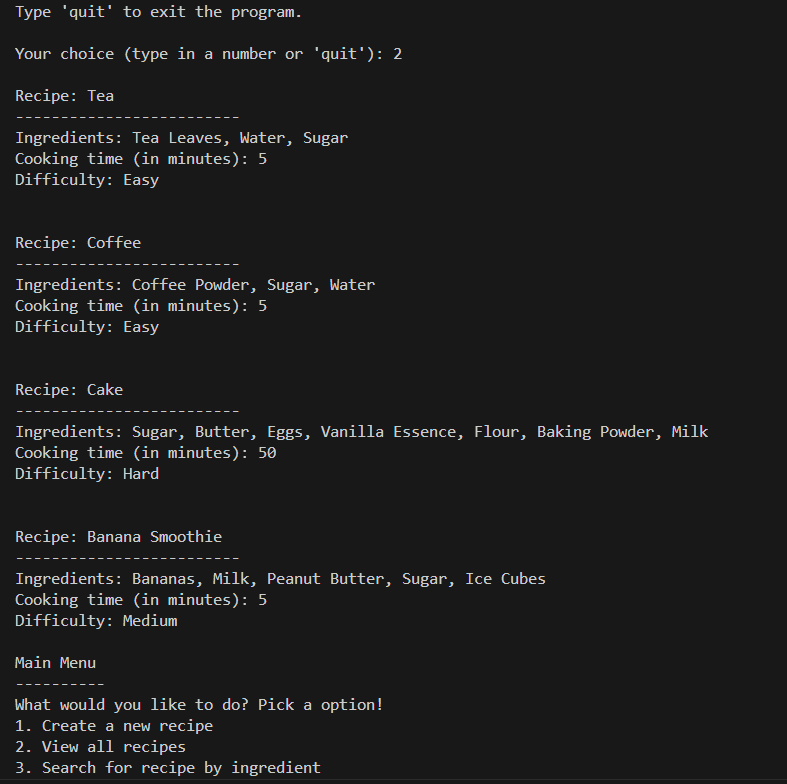 Type 'quit' to exit the program.
Your choice (type in a number or 'quit'): 2
Recipe: Tea
-------------------------
Ingredients: Tea Leaves, Water, Sugar
Cooking time (in minutes): 5
Difficulty: Easy
Recipe: Coffee
-------------------------
Ingredients: Coffee Powder, Sugar, Water
Cooking time (in minutes): 5
Difficulty: Easy
Recipe: Cake
-------------------------
Ingredients: Sugar, Butter, Eggs, Vanilla Essence, Flour, Baking Powder, Milk
Cooking time (in minutes): 50
Difficulty: Hard
Recipe: Banana Smoothie
-------------------------
Ingredients: Bananas, Milk, Peanut Butter, Sugar, Ice Cubes
Cooking time (in minutes): 5
Difficulty: Medium
Main Menu
----------
What would you like to do? Pick a option!
1. Create a new recipe
2. View all recipes
3. Search for recipe by ingredient